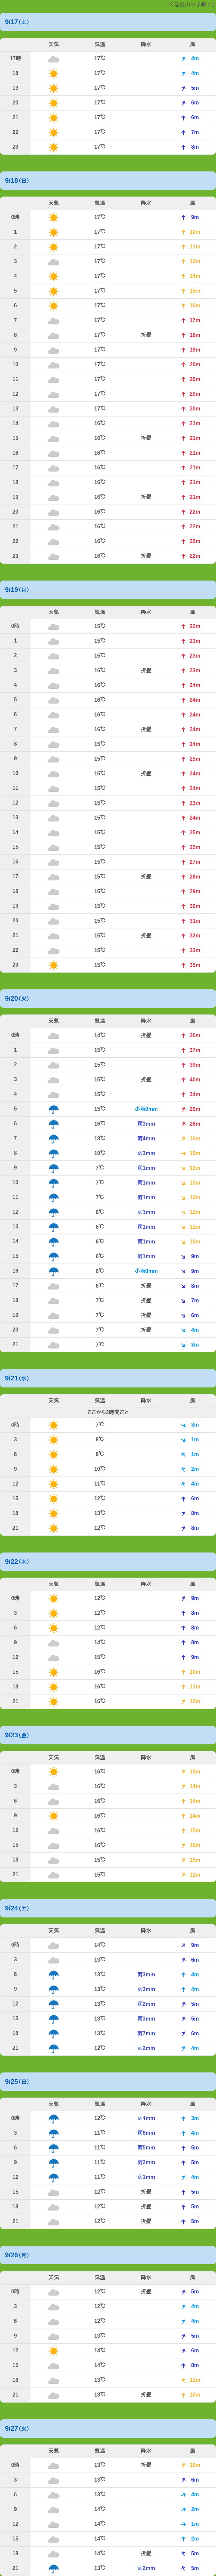 の予報です
9/17(土)
天気 気温 降水 風
17時 17℃ 4m
18 17℃ 4m
19 17℃ 5m
20 17℃ 6m
21 17℃ 6m
22 17℃ 7m
23 17℃ 8m
9/18(日)
天気 気温 降水 風
0時 17℃ 9m
1 17℃ 10m
2 17℃ 11m
3 17℃ 12m
4 17℃ 14m
5 17℃ 15m
6 17℃ 16m
7 17℃ 17m
8 17℃ 折畳 18m
9 17℃ 19m
10 17℃ 20m
11 17℃ 20m
12 17℃ 20m
13 17℃ 20m
14 16℃ 21m
15 16℃ 折畳 21m
16 16℃ 21m
17 16℃ 21m
18 16℃ 21m
19 16℃ 折畳 21m
20 16℃ 22m
21 16℃ 22m
22 16℃ 22m
23 16℃ 折畳 22m
9/19(月)
天気 気温 降水 風
0時 15℃ 22m
1 15℃ 23m
2 15℃ 23m
3 16℃ 折畳 23m
4 16℃ 24m
5 16℃ 24m
6 16℃ 24m
7 16℃ 折畳 24m
8 15℃ 24m
9 15℃ 25m
10 15℃ 折畳 24m
11 15℃ 24m
12 15℃ 23m
13 15℃ 24m
14 15℃ 25m
15 15℃ 25m
16 15℃ 27m
17 15℃ 折畳 28m
18 15℃ 29m
19 15℃ 30m
20 15℃ 31m
21 15℃ 折畳 32m
22 15℃ 33m
23 15℃ 35m
9/20(火)
天気 気温 降水 風
0時 14℃ 折畳 36m
1 15℃ 37m
2 15℃ 39m
3 15℃ 折畳 40m
4 15℃ 34m
5 15℃ 小雨0mm 29m
6 16℃ 雨3mm 26m
7 13℃ 雨4mm 16m
8 10℃ 雨3mm 10m
9 7℃ 雨1mm 13m
10 7℃ 雨1mm 13m
11 7℃ 雨1mm 13m
12 6℃ 雨1mm 12m
13 6℃ 雨1mm 11m
14 6℃ 雨1mm 10m
15 6℃ 雨1mm 9m
16 6℃ 小雨0mm 9m
17 6℃ 折畳 8m
18 7℃ 折畳 7m
19 7℃ 折畳 6m
20 7℃ 折畳 4m
21 7℃ 3m
9/21(水)
天気 気温 降水 風
ここから3時間ごと
0時 7℃ 3m
3 8℃ 1m
6 8℃ 1m
9 10℃ 2m
12 11℃ 4m
15 12℃ 6m
18 13℃ 8m
21 12℃ 8m
9/22(木)
天気 気温 降水 風
0時 12℃ 9m
3 12℃ 8m
6 12℃ 8m
9 14℃ 8m
12 15℃ 9m
15 16℃ 10m
18 16℃ 11m
21 16℃ 12m
9/23(金)
天気 気温 降水 風
0時 16℃ 13m
3 16℃ 14m
6 16℃ 14m
9 16℃ 14m
12 16℃ 15m
15 16℃ 15m
18 15℃ 15m
21 15℃ 12m
9/24(土)
天気 気温 降水 風
0時 14℃ 9m
3 13℃ 6m
6 13℃ 雨3mm 4m
9 13℃ 雨3mm 4m
12 13℃ 雨2mm 5m
15 13℃ 雨3mm 5m
18 13℃ 雨7mm 6m
21 12℃ 雨2mm 4m
9/25(日)
天気 気温 降水 風
0時 12℃ 雨4mm 3m
3 11℃ 雨6mm 4m
6 11℃ 雨5mm 5m
9 11℃ 雨2mm 5m
12 11℃ 雨1mm 4m
15 12℃ 折畳 5m
18 12℃ 折畳 5m
21 12℃ 折畳 5m
9/26(月)
天気 気温 降水 風
0時 12℃ 折畳 5m
3 12℃ 4m
6 12℃ 4m
9 13℃ 5m
12 14℃ 6m
15 14℃ 8m
18 13℃ 11m
21 13℃ 折畳 10m
9/27(火)
天気 気温 降水 風
0時 13℃ 折畳 10m
3 13℃ 6m
6 13℃ 4m
9 14℃ 2m
12 14℃ 1m
15 14℃ 2m
18 14℃ 折畳 5m
21 13℃ 雨2mm 5m